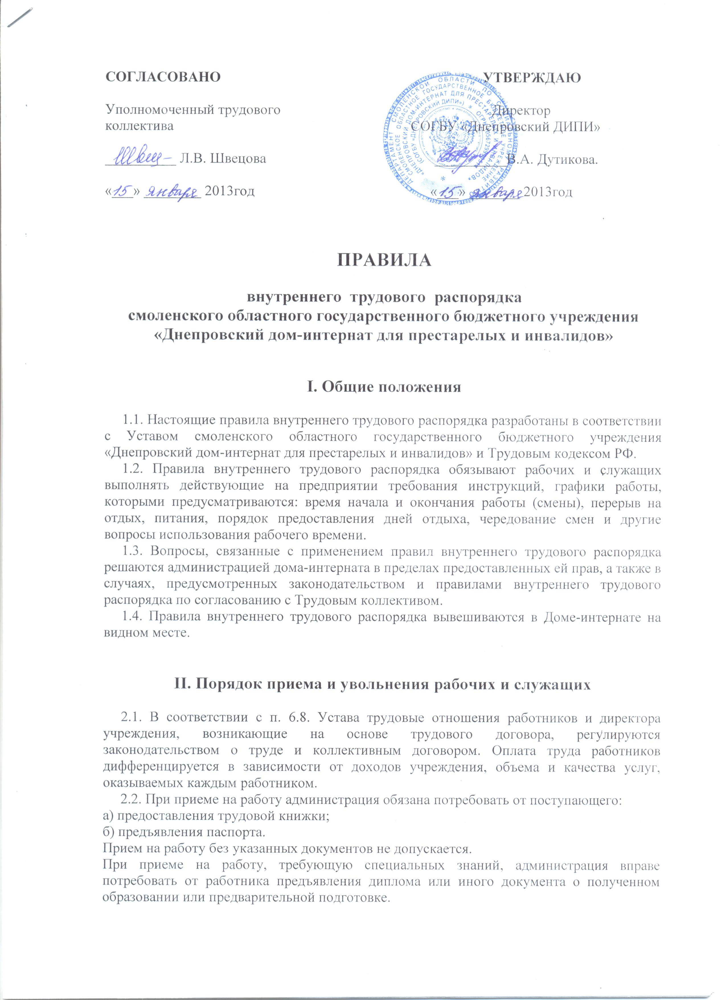 СОГЛАСОВАНО
Уполномоченный трудового
коллектива
Л.В. Швецова
«15» января 2013год
УТВЕРЖДАЮ
Директор
СОГБУ «Днепровский ДИПИ»
В.А. Дутикова.
«15» января 2013год
ДЕПАРТАМЕНТ СМОЛЕНСКОЙ ОБЛАСТИ ПО СОЦИАЛЬНОМУ РАЗВИТИЮ
СМОЛЕНСКОЕ ОБЛАСТНОЕ ГОСУДАРСТВЕННОЕ БЮДЖЕТНОЕ УЧРЕЖДЕНИЕ
«ДНЕПРОВСКИЙ ДОМ-ИНТЕРНАТ ДЛЯ ПРЕСТАРЕЛЫХ И ИНВАЛИДОВ»
(СОГБУ «ДНЕПРОВСКИЙ ДИПИ»)
ПРАВИЛА
внутреннего трудового распорядка
смоленского областного государственного бюджетного учреждения
«Днепровский дом-интернат для престарелых и инвалидов»
I. Общие положения
1.1. Настоящие правила внутреннего трудового распорядка разработаны в соответствии
с Уставом смоленского областного государственного бюджетного учреждения
«Днепровский дом-интернат для престарелых и инвалидов» и Трудовым кодексом РФ.
1.2. Правила внутреннего трудового распорядка обязывают рабочих и служащих
выполнять действующие на предприятии требования инструкций, графики работы,
которыми предусматриваются: время начала и окончания работы (смены), перерыв на
отдых, питания, порядок предоставления дней отдыха, чередование смен и другие
вопросы использования рабочего времени.
1.3. Вопросы, связанные с применением правил внутреннего трудового распорядка
решаются администрацией дома-интерната в пределах предоставленных ей прав, а также в
случаях, предусмотренных законодательством и правилами внутреннего трудового
распорядка по согласованию с Трудовым коллективом.
1.4. Правила внутреннего трудового распорядка вывешиваются в Доме-интернате на
видном месте.
II. Порядок приема и увольнения рабочих и служащих
2.1. В соответствии с п. 6.8. Устава трудовые отношения работников и директора
учреждения, возникающие на основе трудового договора, регулируются
законодательством о труде и коллективным договором. Оплата труда работников
дифференцируется в зависимости от доходов учреждения, объема и качества услуг,
оказываемых каждым работником.
2.2. При приеме на работу администрация обязана потребовать от поступающего:
а) предоставления трудовой книжки;
б) предъявления паспорта.
Прием на работу без указанных документов не допускается.
При приеме на работу, требующую специальных знаний, администрация вправе
потребовать от работника предъявления диплома или иного документа о полученном
образовании или предварительной подготовке.